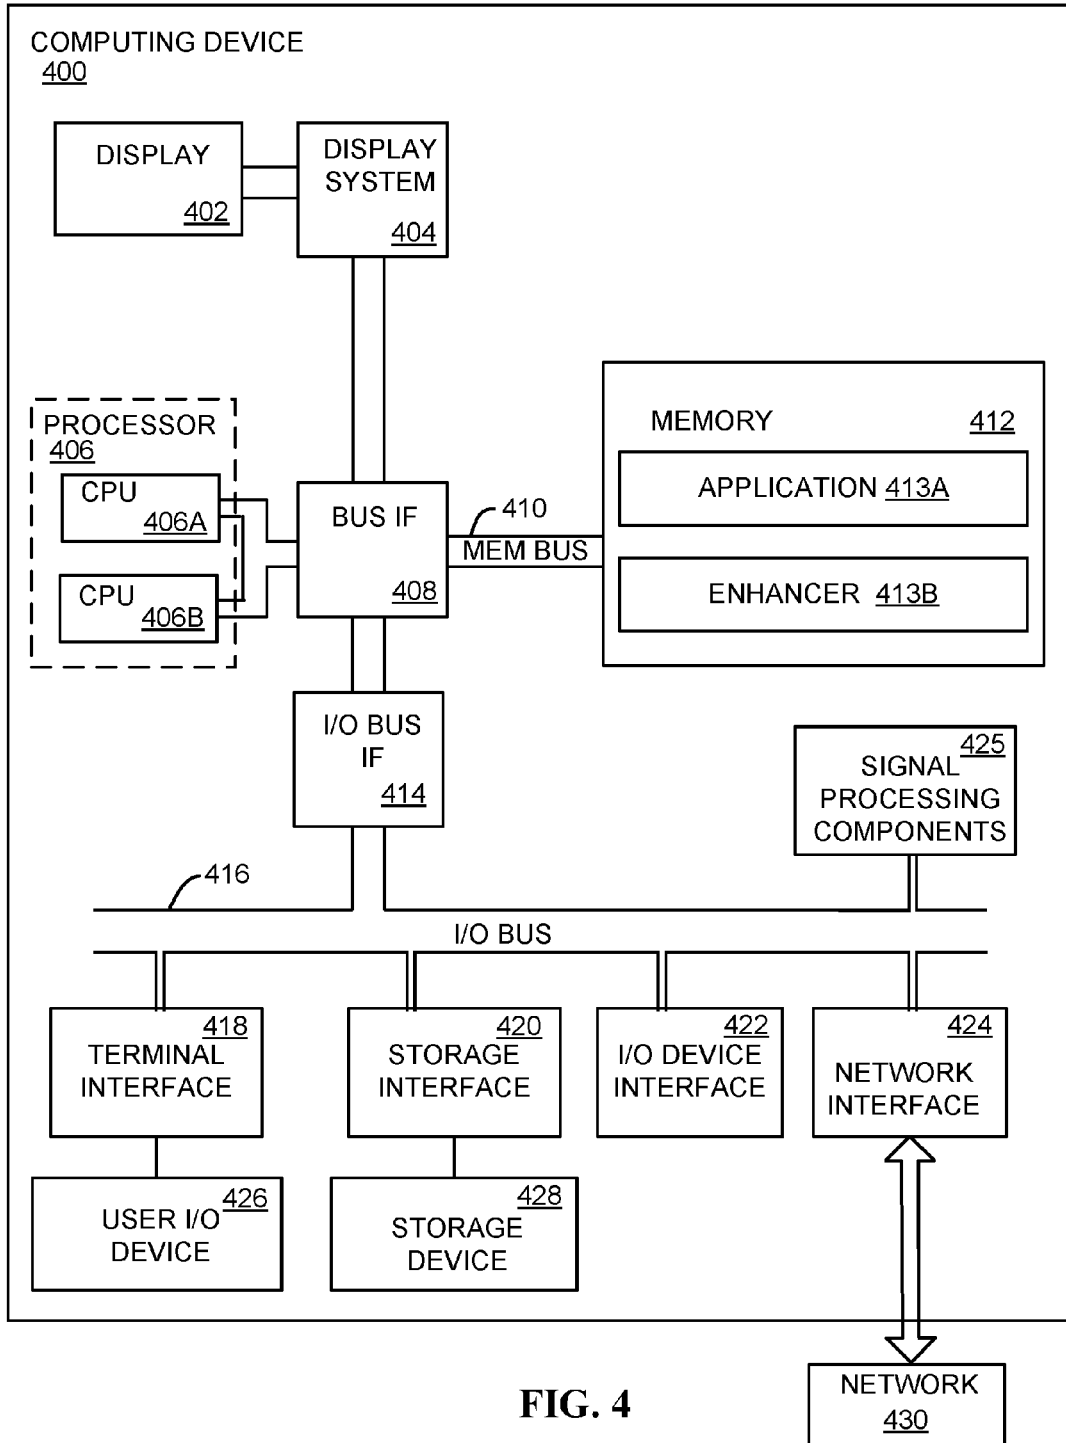 COMPUTING DEVICE
400
DISPLAY
402
DISPLAY
SYSTEM
404
PROCESSOR
406
CPU
406A
CPU
406B
BUS IF
408
410
MEM BUS
MEMORY 412
APPLICATION 413A
ENHANCER 413B
I/O BUS
IF
414
425
SIGNAL
PROCESSING
COMPONENTS
416
I/O BUS
418
TERMINAL
INTERFACE
420
STORAGE
INTERFACE
422
I/O DEVICE
INTERFACE
424
NETWORK
INTERFACE
426
USER I/O
DEVICE
428
STORAGE
DEVICE
NETWORK
430
FIG. 4